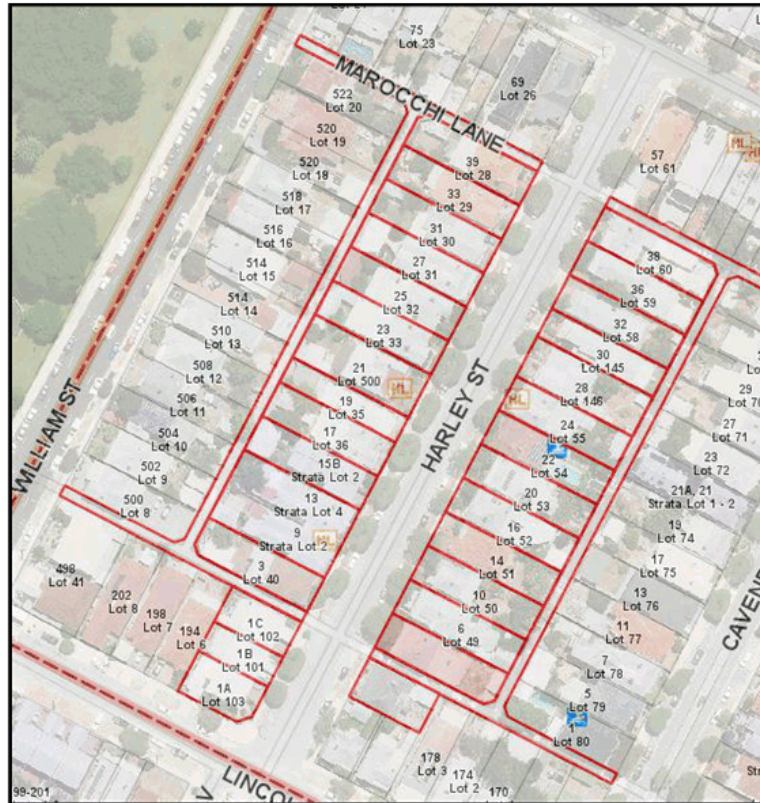 75
Lot 23
MAROCCHI LANE
69
Lot 26
522
Lot 20
520
Lot 19
520
Lot 18
518
Lot 17
516
Lot 16
514
Lot 15
514
Lot 14
510
Lot 13
508
Lot 12
506
Lot 11
504
Lot 10
502
Lot 9
500
Lot 8
WILLIAM ST
39
Lot 28
33
Lot 29
31
Lot 30
27
Lot 31
25
Lot 32
23
Lot 33
21
Lot 500
ML
19
Lot 35
17
Lot 36
15B
Strata Lot 2
13
Strata Lot 4
9
Strata Lot 2
ML
3
Lot 40
1C
Lot 102
1B
Lot 101
1A
Lot 103
498
Lot 41
202
Lot 8
198
Lot 7
194
Lot 6
HARLEY ST
57
Lot 61
ML
38
Lot 60
36
Lot 59
32
Lot 58
30
Lot 145
28
Lot 146
ML
24
Lot 55
22
Lot 54
20
Lot 53
16
Lot 52
14
Lot 51
10
Lot 50
6
Lot 49
29
27
Lot 71
23
Lot 72
21A, 21
Strata Lot 1 - 2
19
Lot 74
17
Lot 75
13
Lot 76
11
Lot 77
7
Lot 78
5
Lot 79
1
Lot 80
178
Lot 3
174
Lot 2
170
99-201